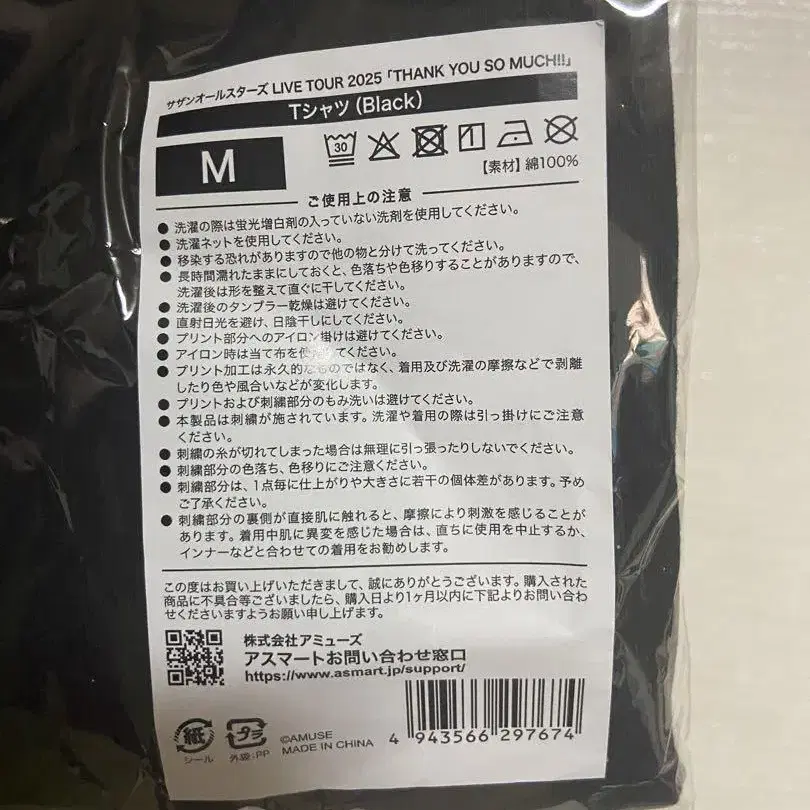 サザンオールスターズ LIVE TOUR 2025「THANK YOU SO MUCH!!」
Tシャツ (Black)
M
30
【素材】綿100%
ご使用上の注意
● 洗濯の際は蛍光増白剤の入っていない洗剤を使用してください。
● 洗濯ネットを使用してください。
● 移染する恐れがありますので他の物と分けて洗ってください。
● 長時間濡れたままにしておくと、色落ちや色移りすることがありますので、
洗濯後は形を整えて直ぐに干してください。
● 洗濯後のタンブラー乾燥は避けてください。
● 直射日光を避け、日陰干しにしてください。
● プリント部分へのアイロン掛けは避けてください。
● アイロン時は当て布を使用してください。
● プリント加工は永久的なものではなく、着用及び洗濯の摩擦などで剥離
したり色や風合いなどが変化します。
● プリントおよび刺繍部分のもみ洗いは避けてください。
● 本製品は刺繍が施されています。洗濯や着用の際は引っ掛けにご注意
ください。
● 刺繍の糸が切れてしまった場合は無理に引っ張ったりしないでください。
● 刺繍部分の色落ち、色移りにご注意ください。
● 刺繍部分は、1点毎に仕上がりや大きさに若干の個体差があります。予め
ご了承ください。
● 刺繍部分の裏側が直接肌に触れると、摩擦により刺激を感じることが
あります。着用中肌に異変を感じた場合は、直ちに使用を中止するか、
インナーなどと合わせての着用をお勧めします。
この度はお買い上げいただきまして、誠にありがとうございます。購入された
商品に不具合等ございましたら、購入日より1ヶ月以内に下記よりお問い合わ
せくださいますようお願い申し上げます。
株式会社アミューズ
アスマートお問い合わせ窓口
https://www.asmart.jp/support/
紙
シール
プラ
外袋:PP
©AMUSE
MADE IN CHINA
4 943566 297674